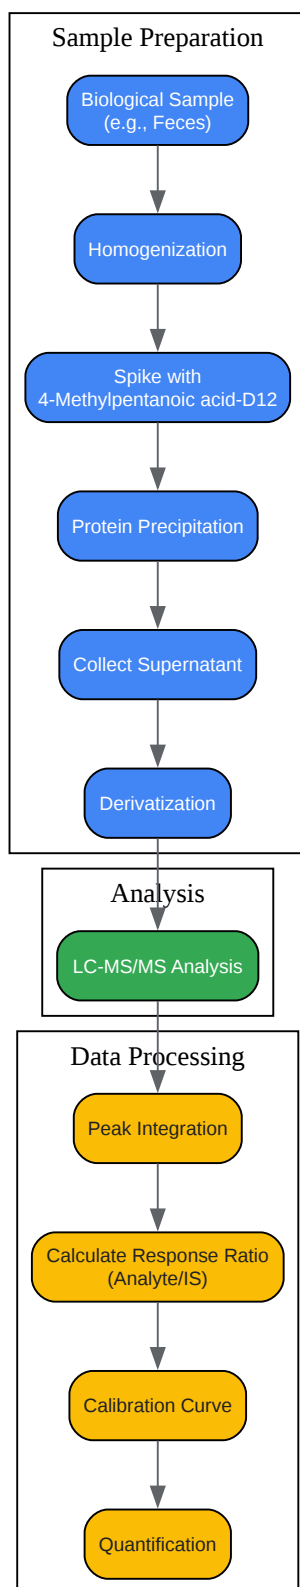 Sample Preparation
Biological Sample
(e.g., Feces)
Homogenization
Spike with
4-Methylpentanoic acid-D12
Protein Precipitation
Collect Supernatant
Derivatization
Analysis
LC-MS/MS Analysis
Data Processing
Peak Integration
Calculate Response Ratio
(Analyte/IS)
Calibration Curve
Quantification